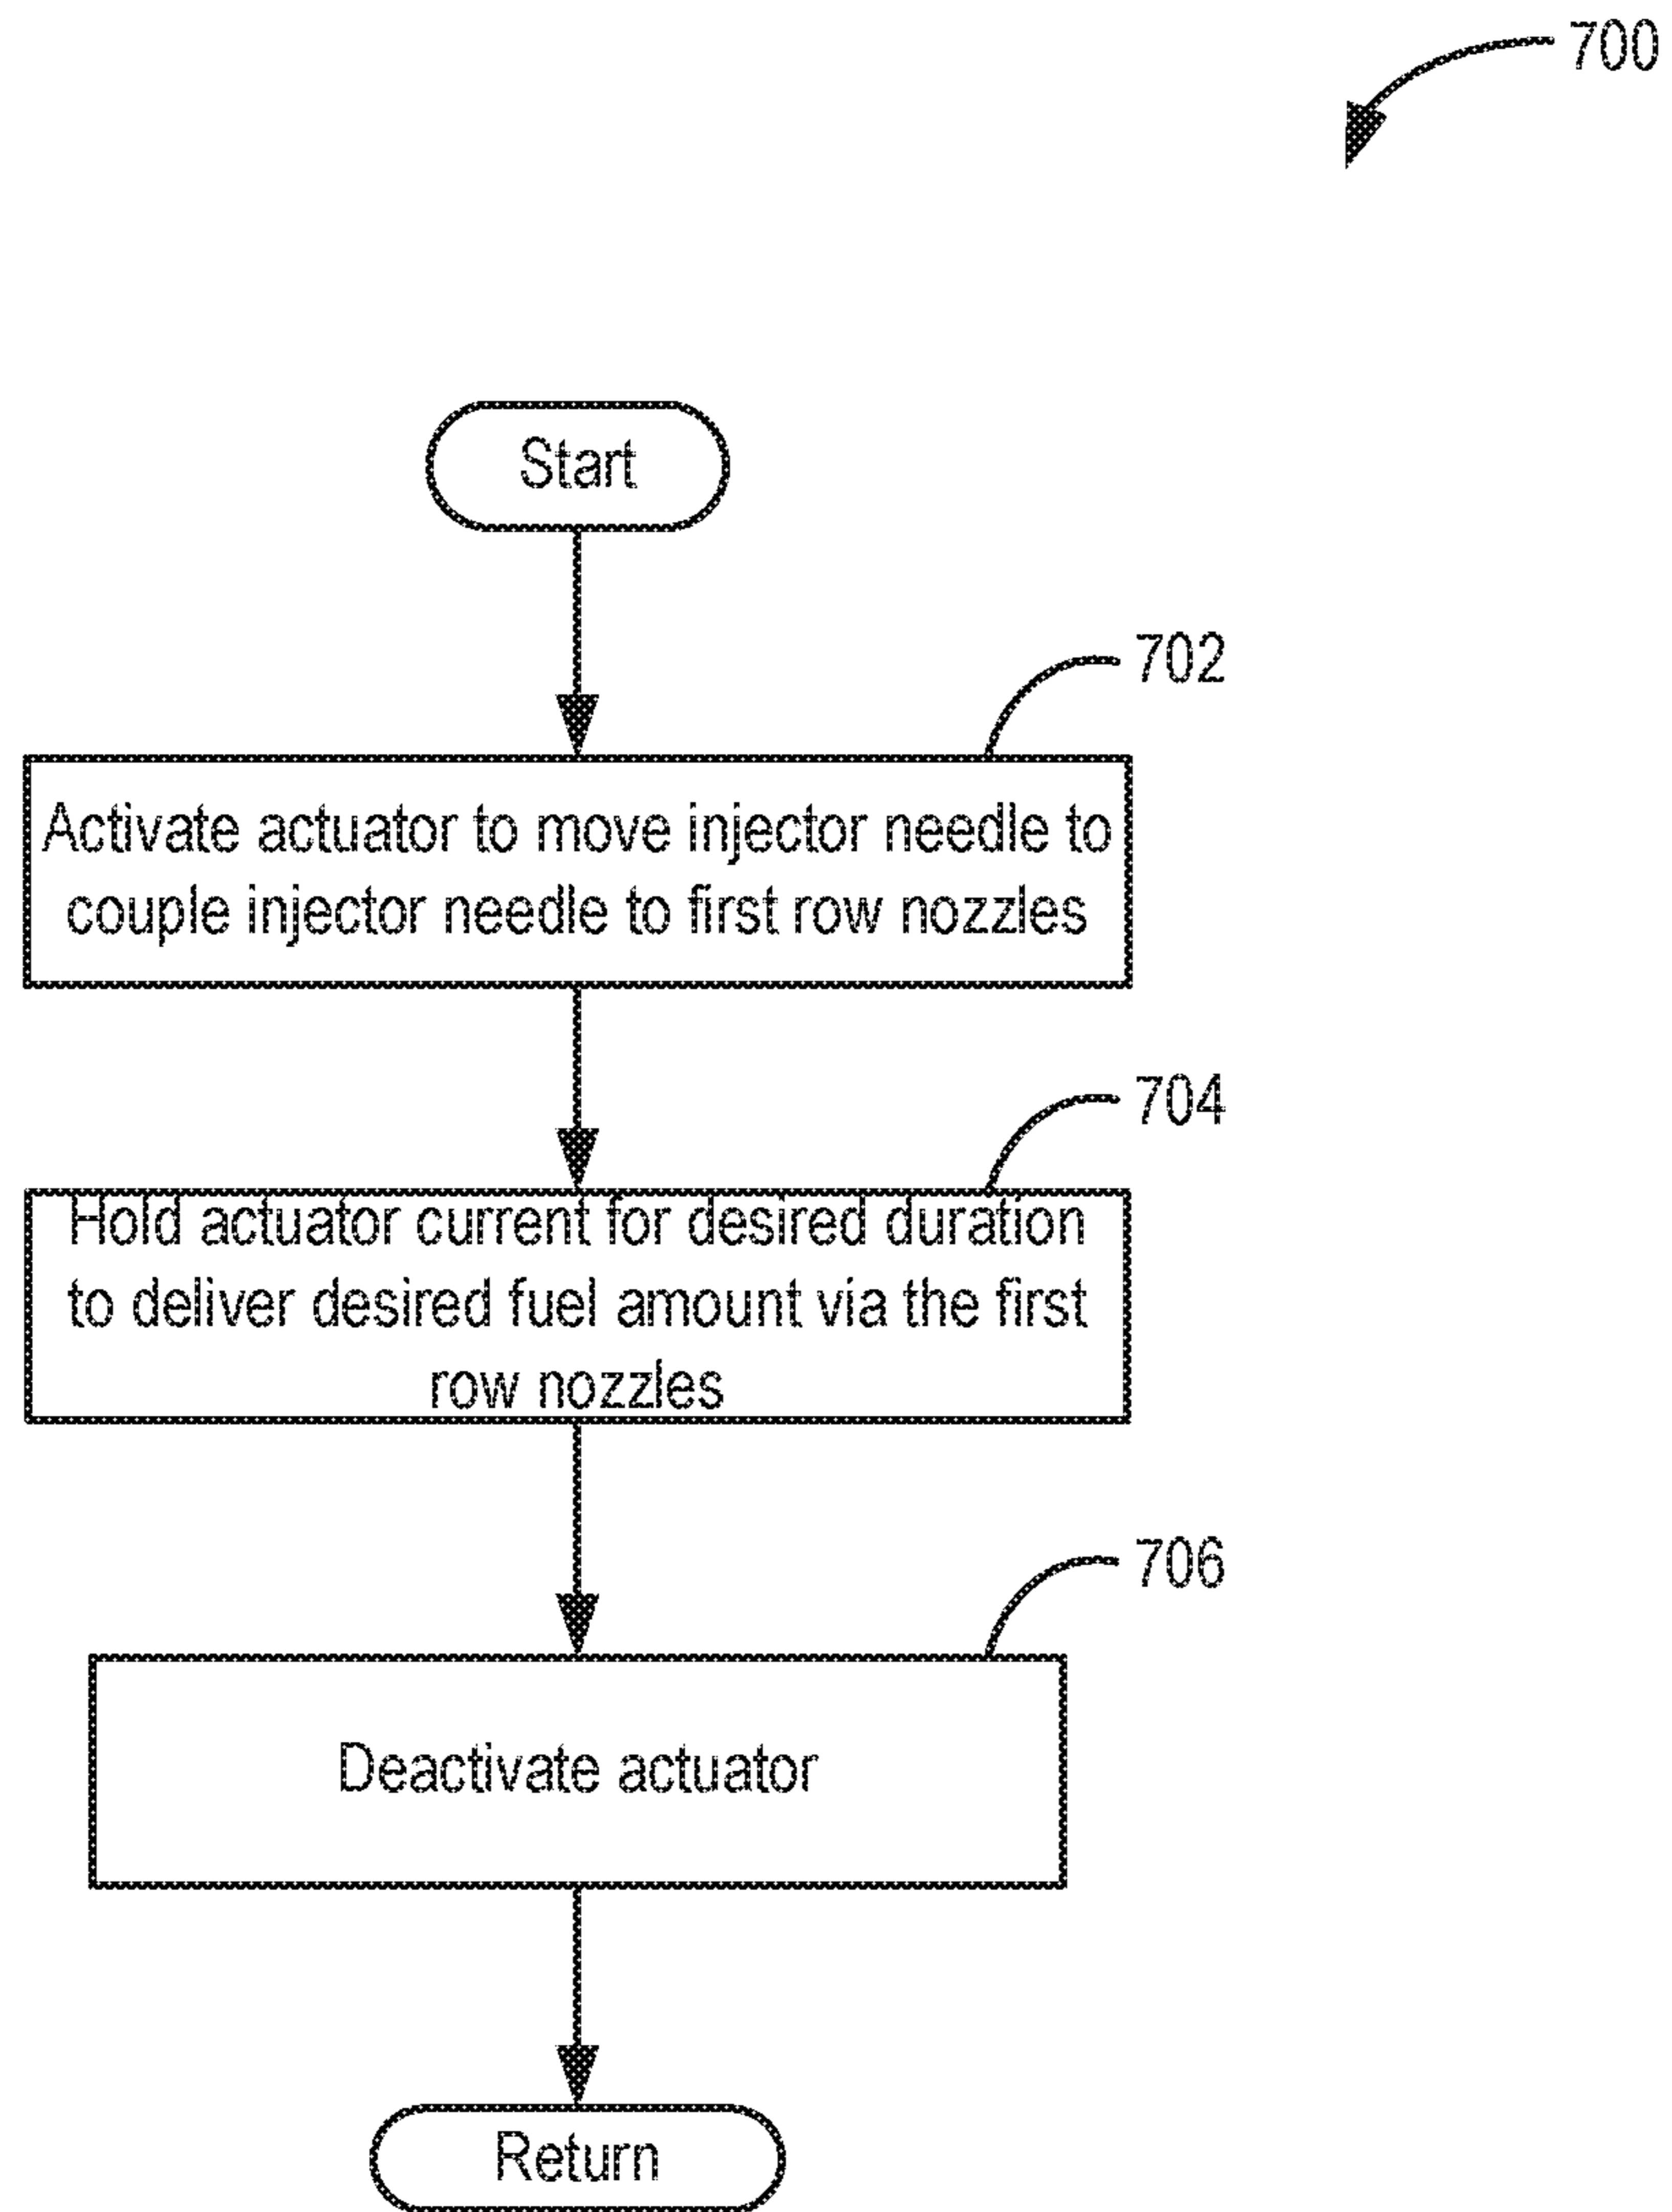 700
Start
702
Activate actuator to move injector needle to
couple injector needle to first row nozzles
704
Hold actuator current for desired duration
to deliver desired fuel amount via the first
row nozzles
706
Deactivate actuator
Return